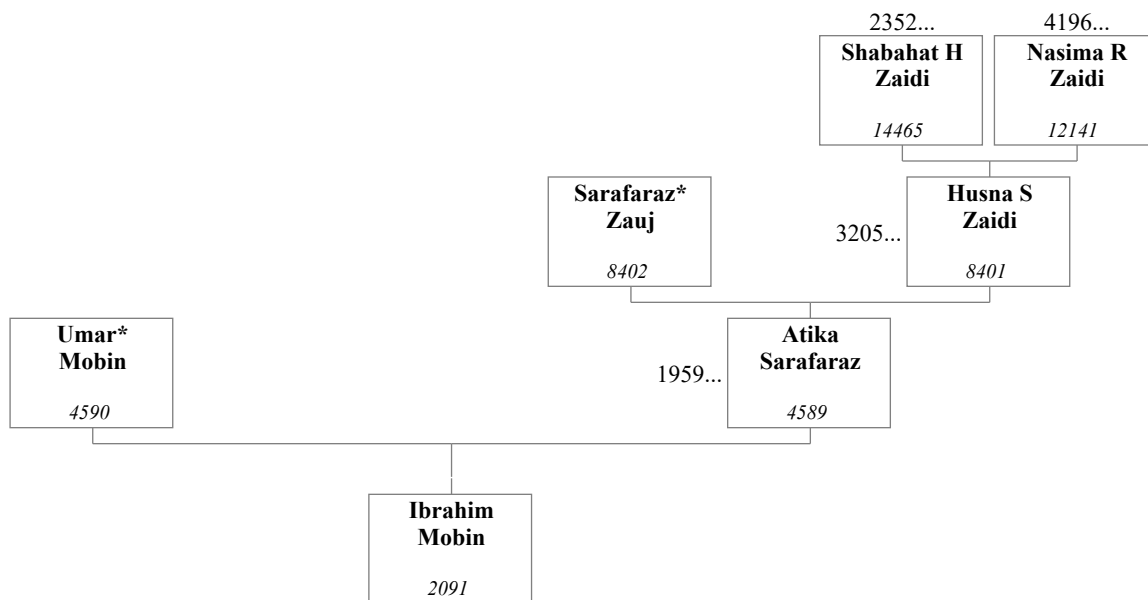 2352...
4196...
Shabahat H
Zaidi
14465
Nasima R
Zaidi
12141
Sarafaraz*
Zauj
8402
3205...
Husna S
Zaidi
8401
Umar*
Mobin
4590
1959...
Atika
Sarafaraz
4589
Ibrahim
Mobin
2091